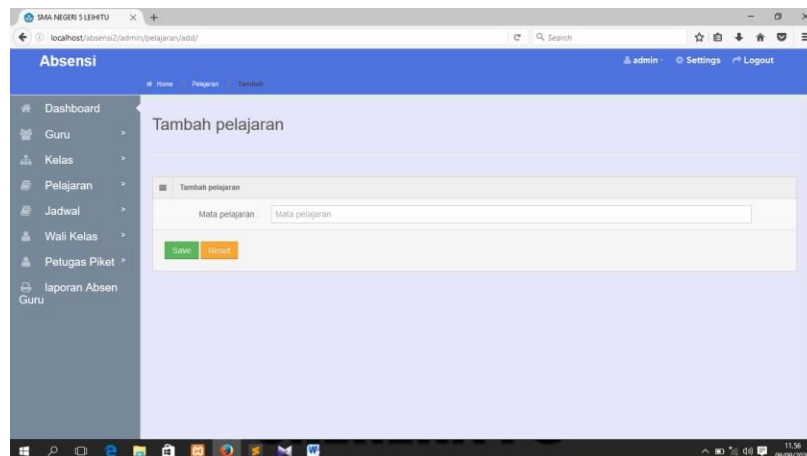 SMA NEGERI 5 LEIHITU
localhost/absensi2/admin/pelajaran/add/
Search
Absensi
admin
Settings
Logout
Home Pelajaran Tambah
Dashboard
Guru
Kelas
Pelajaran
Jadwal
Wali Kelas
Petugas Piket
laporan Absen
Guru
Tambah pelajaran
Tambah pelajaran
Mata pelajaran :
Mata pelajaran
Save Reset
11.56